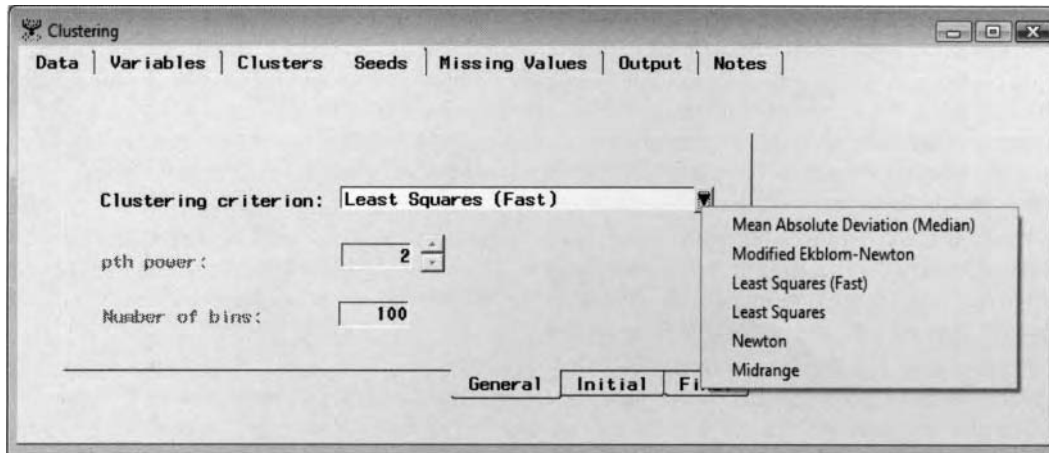 Clustering
Data Variables Clusters Seeds Missing Values Output Notes
Clustering criterion: Least Squares (Fast)
pth power: 2
Number of bins: 100
Mean Absolute Deviation (Median)
Modified Ekblom-Newton
Least Squares (Fast)
Least Squares
Newton
Midrange
General Initial